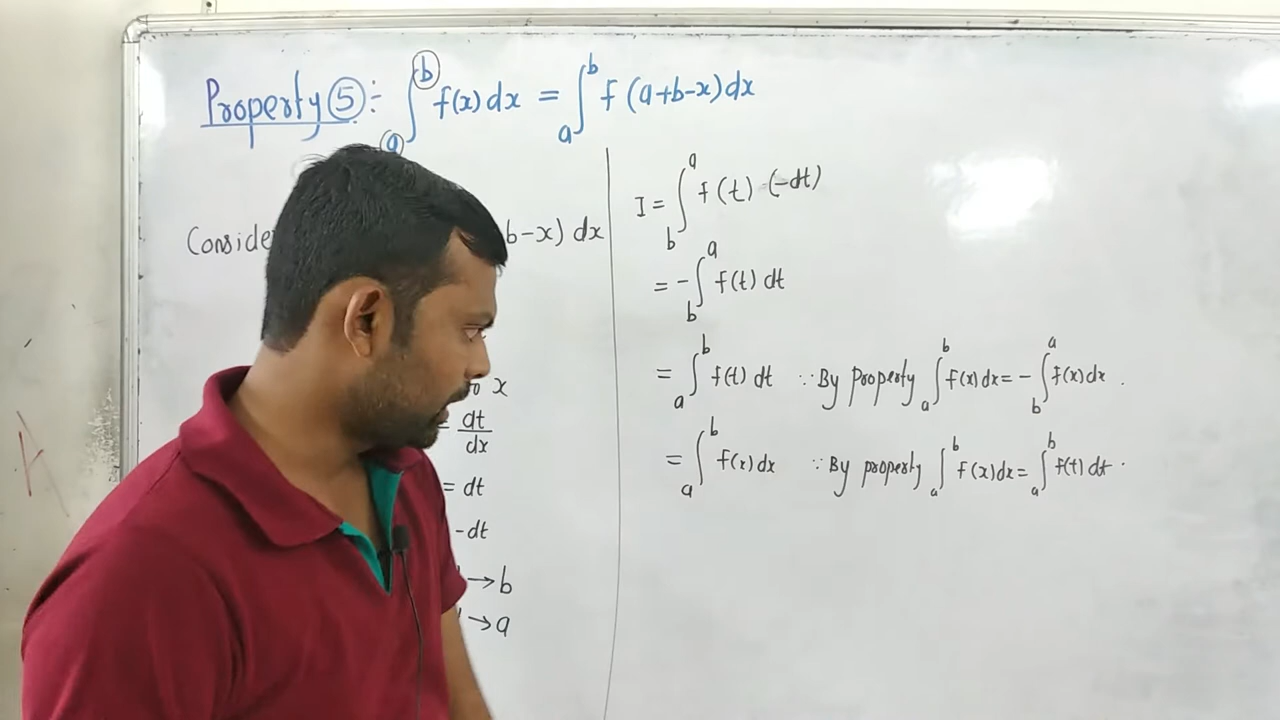 Property 5 :- ∫_a^b f(x) dx = ∫_a^b f (a+b-x) dx
Conside b-x) dx
x
= dt/dx
= dt
-dt
→ b
→ a
I = ∫_b^a f(t) (-dt)
= -∫_b^a f(t) dt
= ∫_a^b f(t) dt ∵ By Property ∫_a^b f(x) dx = - ∫_b^a f(x) dx .
= ∫_a^b f(x) dx ∵ By property ∫_a^b f(x) dx = ∫_a^b f(t) dt .